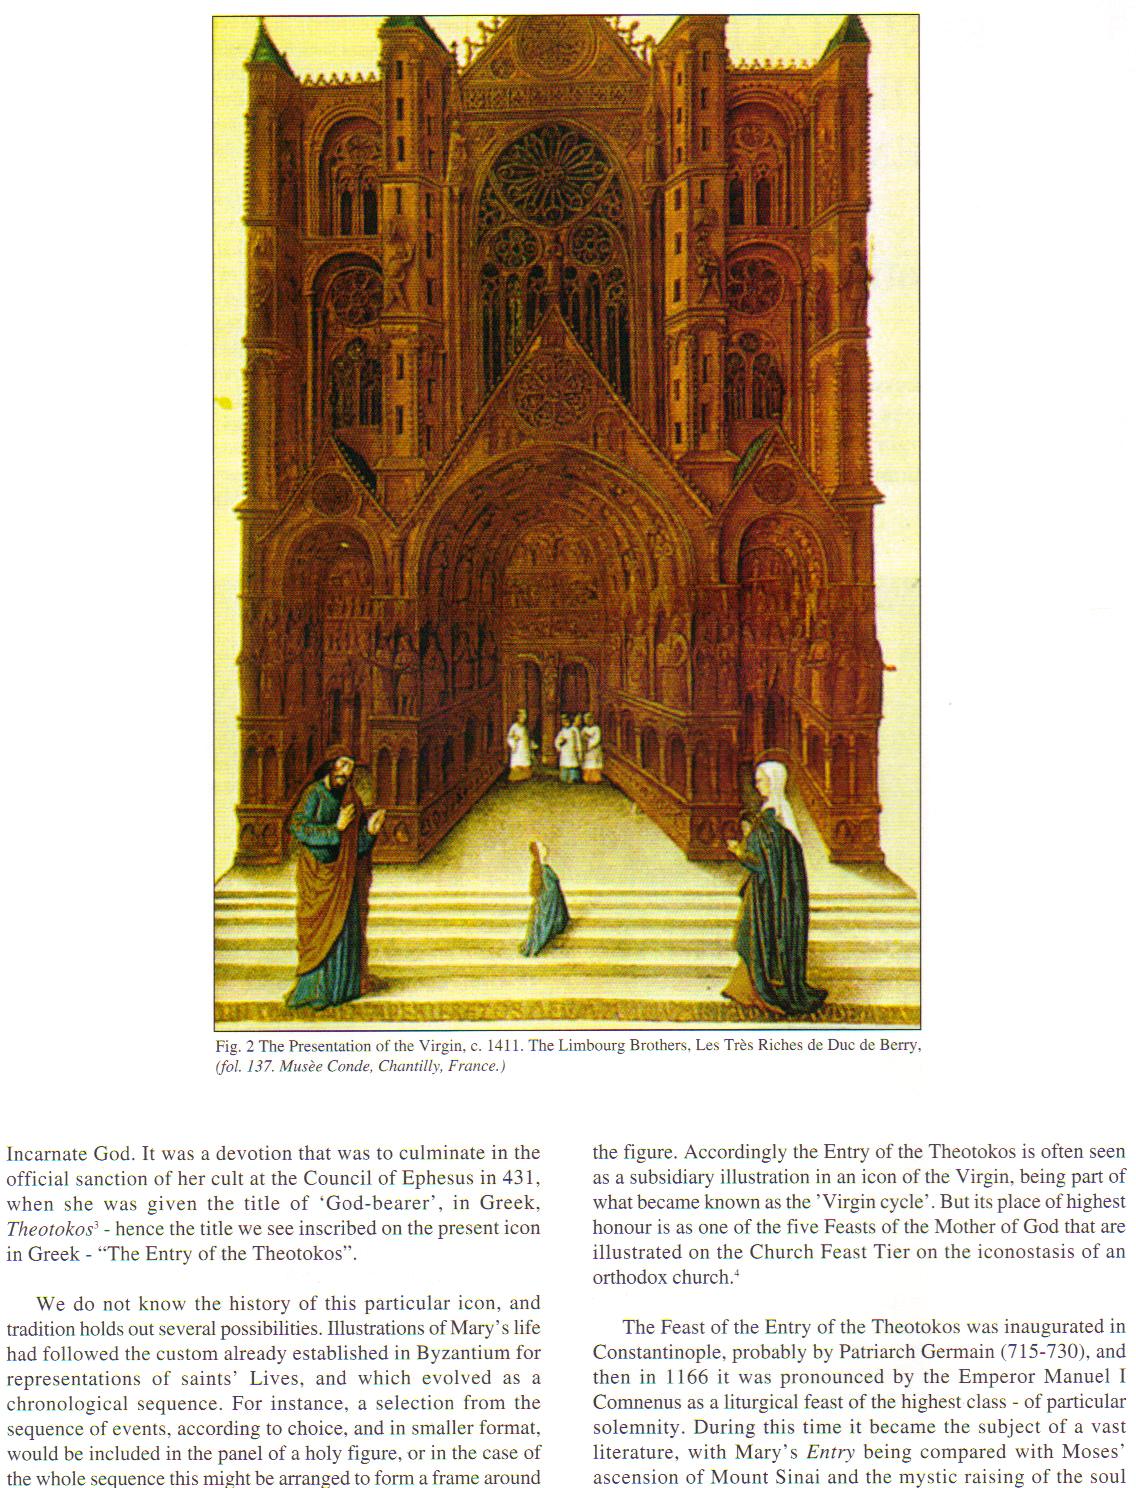 Fig. 2 The Presentation of the Virgin, c. 1411. The Limbourg Brothers, Les Très Riches de Duc de Berry,
(fol. 137. Musèe Conde, Chantilly, France.)
Incarnate God. It was a devotion that was to culminate in the
official sanction of her cult at the Council of Ephesus in 431,
when she was given the title of ‘God-bearer’, in Greek,
Theotokos³ - hence the title we see inscribed on the present icon
in Greek - “The Entry of the Theotokos”.
We do not know the history of this particular icon, and
tradition holds out several possibilities. Illustrations of Mary’s life
had followed the custom already established in Byzantium for
representations of saints’ Lives, and which evolved as a
chronological sequence. For instance, a selection from the
sequence of events, according to choice, and in smaller format,
would be included in the panel of a holy figure, or in the case of
the whole sequence this might be arranged to form a frame around
the figure. Accordingly the Entry of the Theotokos is often seen
as a subsidiary illustration in an icon of the Virgin, being part of
what became known as the ’Virgin cycle’. But its place of highest
honour is as one of the five Feasts of the Mother of God that are
illustrated on the Church Feast Tier on the iconostasis of an
orthodox church.⁴
The Feast of the Entry of the Theotokos was inaugurated in
Constantinople, probably by Patriarch Germain (715-730), and
then in 1166 it was pronounced by the Emperor Manuel I
Comnenus as a liturgical feast of the highest class - of particular
solemnity. During this time it became the subject of a vast
literature, with Mary’s Entry being compared with Moses’
ascension of Mount Sinai and the mystic raising of the soul